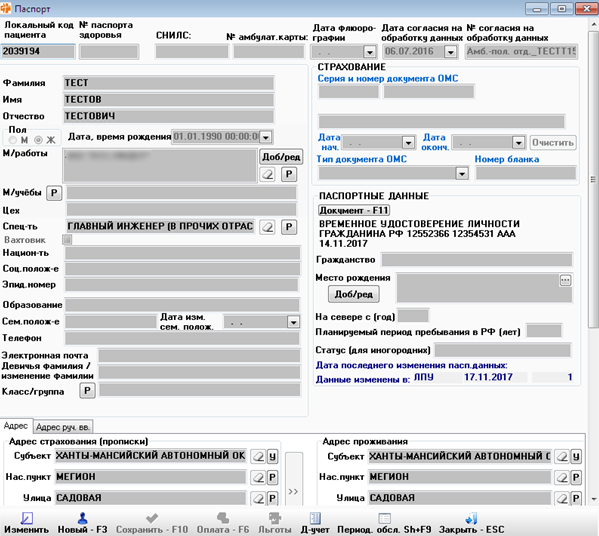 Паспорт
Локальный код пациента
№ паспорта здоровья
СНИЛС:
№ амбулат.карты:
Дата флюоро- графии
Дата согласия на обработку данных
№ согласия на обработку данных
2039194
. .
06.07.2016
Амб.-пол. отд._ТЕСТТ15
Фамилия ТЕСТ
Имя ТЕСТОВ
Отчество ТЕСТОВИЧ
Пол
М Ж
Дата, время рождения 01.01.1990 00:00:0
М/работы
Доб/ред
Р
М/учёбы Р
Цех
Спец-ть ГЛАВНЫЙ ИНЖЕНЕР (В ПРОЧИХ ОТРАС Р
Вахтовик
Национ-ть
Соц.полож-е
Эпид.номер
Образование
Сем.полож-е
Дата изм. сем. полож.
. .
Телефон
Электронная почта
Девичья фамилия / изменение фамилии
Класс/группа Р
СТРАХОВАНИЕ
Серия и номер документа ОМС
Дата нач. . .
Дата оконч. . .
Очистить
Тип документа ОМС
Номер бланка
ПАСПОРТНЫЕ ДАННЫЕ
Документ - F11
ВРЕМЕННОЕ УДОСТОВЕРЕНИЕ ЛИЧНОСТИ
ГРАЖДАНИНА РФ 12552366 12354531 ААА
14.11.2017
Гражданство
Место рождения
...
Доб/ред
На севере с (год)
Планируемый период пребывания в РФ (лет)
Статус (для иногородних)
Дата последнего изменения пасп.данных:
Данные изменены в: ЛПУ 17.11.2017 1
Адрес
Адрес руч. вв.
Адрес страхования (прописки)
Субъект ХАНТЫ-МАНСИЙСКИЙ АВТОНОМНЫЙ ОК У
Нас.пункт МЕГИОН Р
Улица САДОВАЯ Р
>>
Адрес проживания
Субъект ХАНТЫ-МАНСИЙСКИЙ АВТОНОМНЫЙ О У
Нас.пункт МЕГИОН Р
Улица САДОВАЯ Р
Изменить
Новый - F3
Сохранить - F10
Оплата - F6
Льготы
Д-учет
Период. обсл. Sh+F9
Закрыть - ESC